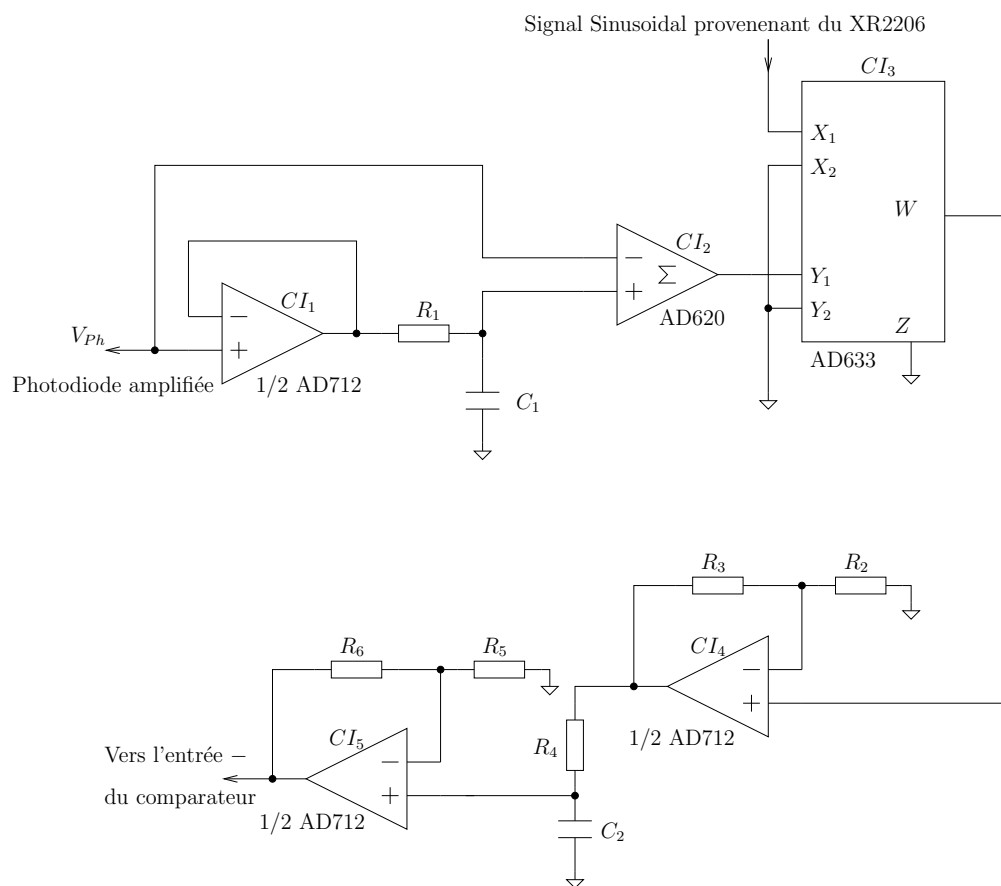 Signal Sinusoidal provenenant du XR2206
CI₃
X₁
X₂
W
CI₂
−
Σ
+
Y₁
Y₂
Z
AD620
AD633
CI₁
−
+
R₁
V_Ph
Photodiode amplifiée
1/2 AD712
C₁
R₃
R₂
CI₄
−
+
R₆
R₅
1/2 AD712
R₄
CI₅
−
+
Vers l'entrée −
du comparateur
1/2 AD712
C₂